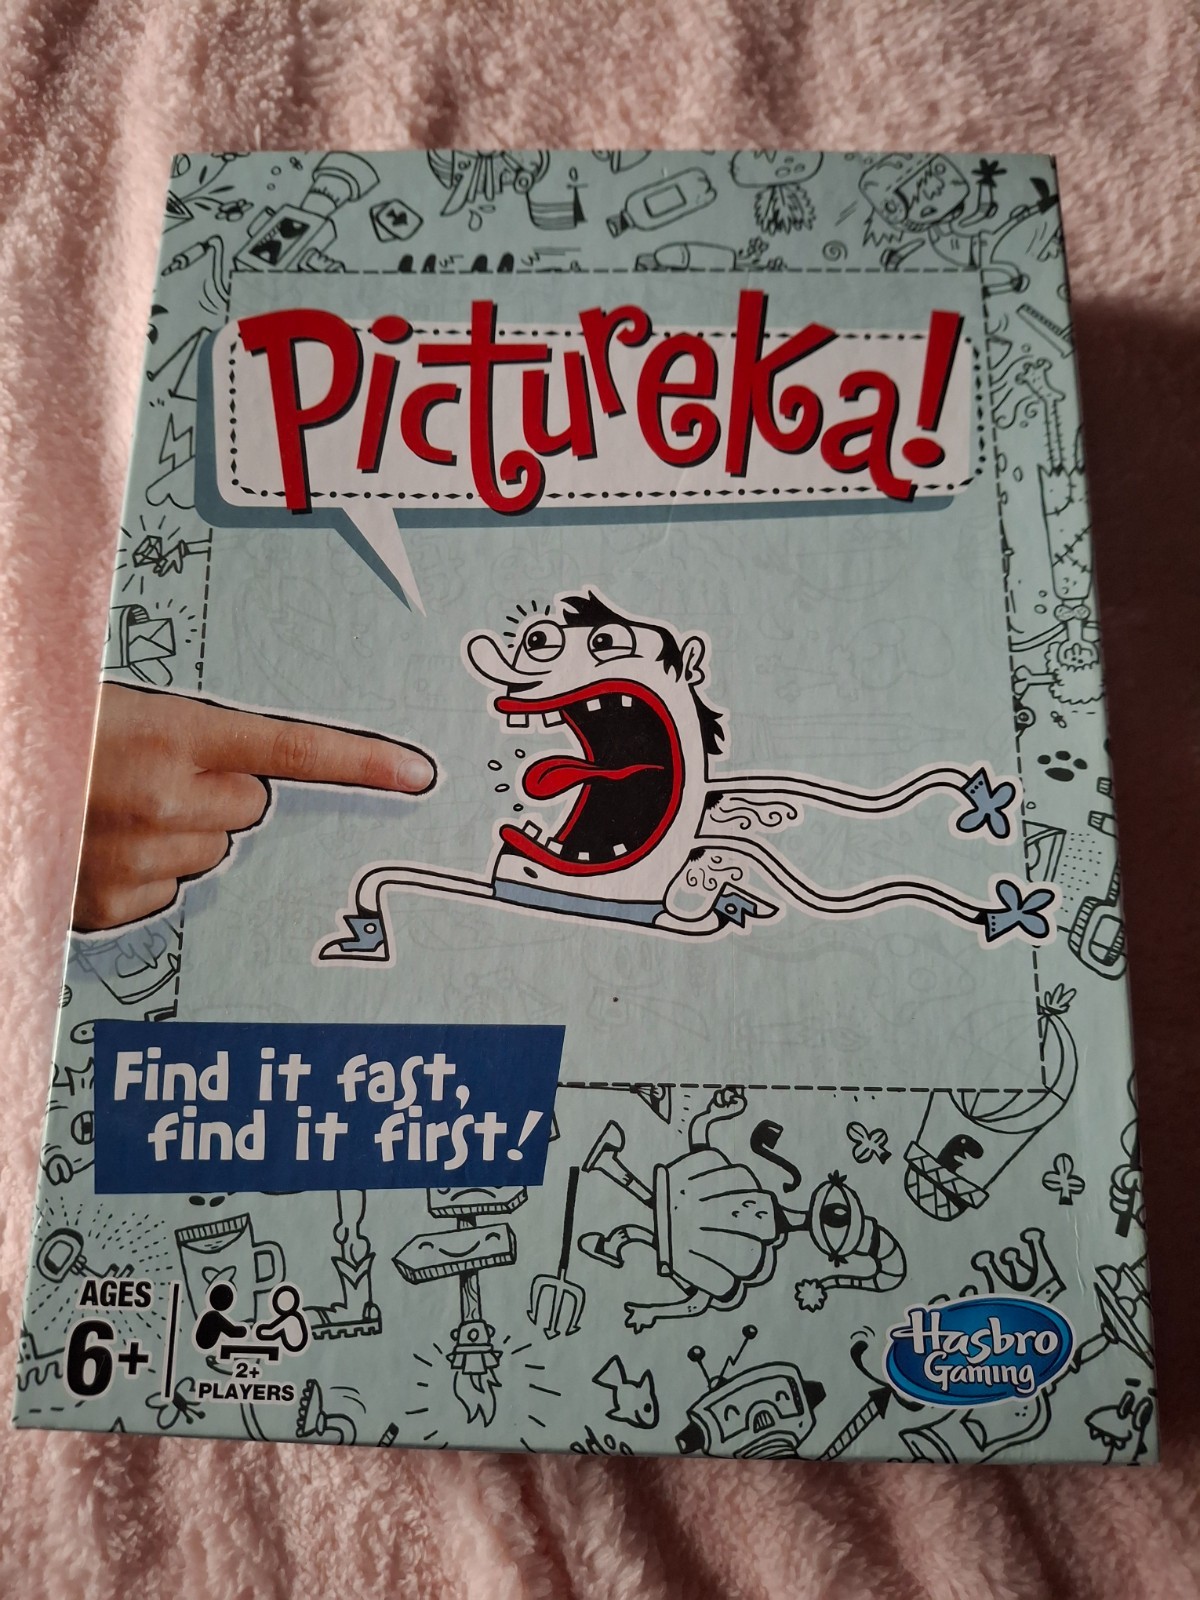 Pictureka!
Find it fast,
find it first!
AGES
6+
2+
PLAYERS
Hasbro
Gaming